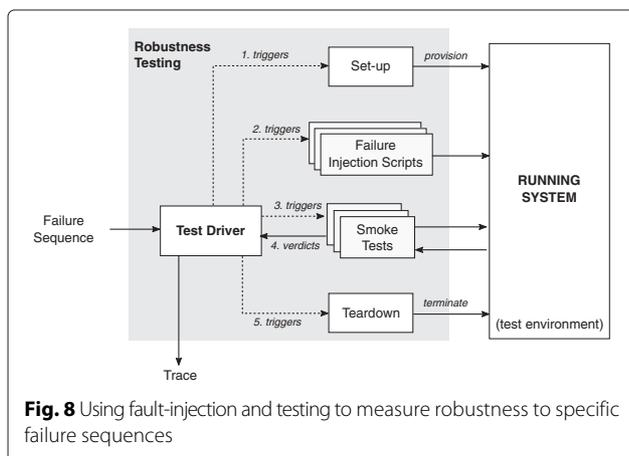 Robustness
Testing
1. triggers
Set-up
provision
2. triggers
Failure
Injection Scripts
RUNNING
SYSTEM
3. triggers
Failure
Sequence
Test Driver
4. verdicts
Smoke
Tests
Teardown
terminate
5. triggers
(test environment)
Trace
Fig. 8 Using fault-injection and testing to measure robustness to specific
failure sequences